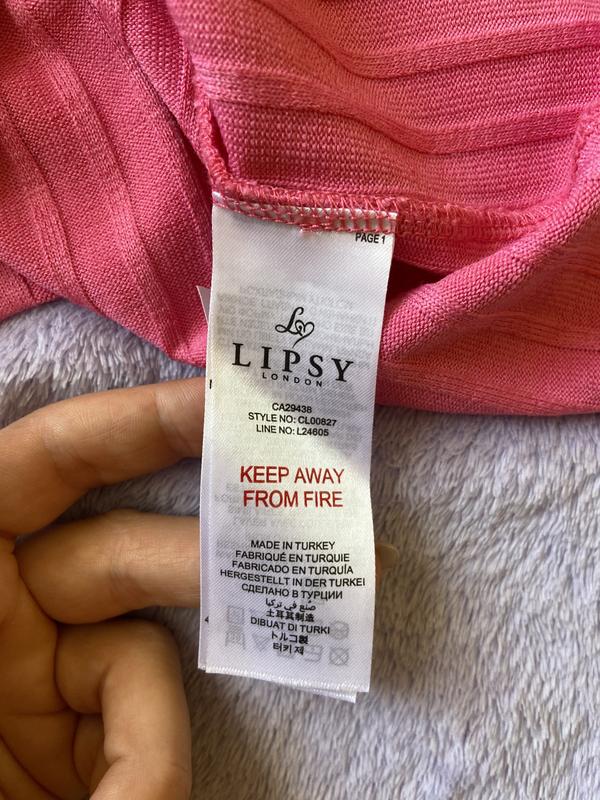 PAGE 1
LIPSY
LONDON
CA29438
STYLE NO: CL00827
LINE NO: L24605
KEEP AWAY
FROM FIRE
MADE IN TURKEY
FABRIQUÉ EN TURQUIE
FABRICADO EN TURQUÍA
HERGESTELLT IN DER TURKEI
СДЕЛАНО В ТУРЦИИ
صنع في تركيا
土耳其制造
DIBUAT DI TURKI
トルコ製
터키 제